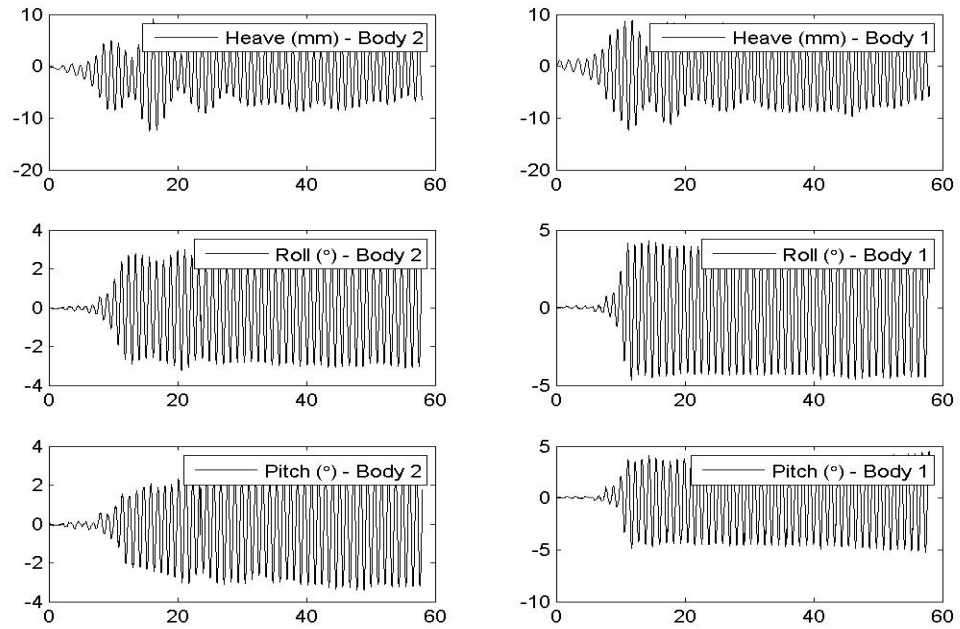 10
Heave (mm) - Body 2
0
-10
-20
0 20 40 60
10
Heave (mm) - Body 1
0
-10
-20
0 20 40 60
4
Roll (°) - Body 2
2
0
-2
-4
0 20 40 60
5
Roll (°) - Body 1
0
-5
0 20 40 60
4
Pitch (°) - Body 2
2
0
-2
-4
0 20 40 60
5
Pitch (°) - Body 1
0
-5
-10
0 20 40 60